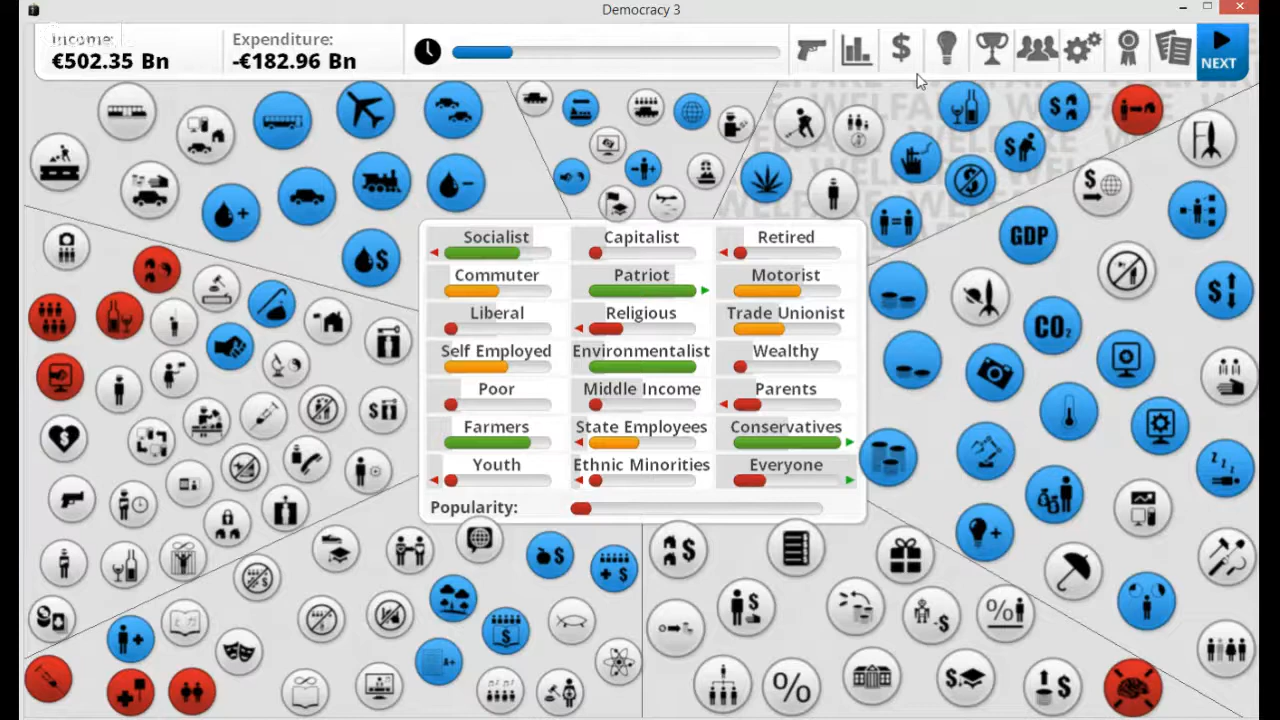 Democracy 3
Income:
€502.35 Bn
Expenditure:
-€182.96 Bn
NEXT
WELFARE
GDP
CO₂
A+
Socialist
Capitalist
Retired
Commuter
Patriot
Motorist
Liberal
Religious
Trade Unionist
Self Employed
Environmentalist
Wealthy
Poor
Middle Income
Parents
Farmers
State Employees
Conservatives
Youth
Ethnic Minorities
Everyone
Popularity: